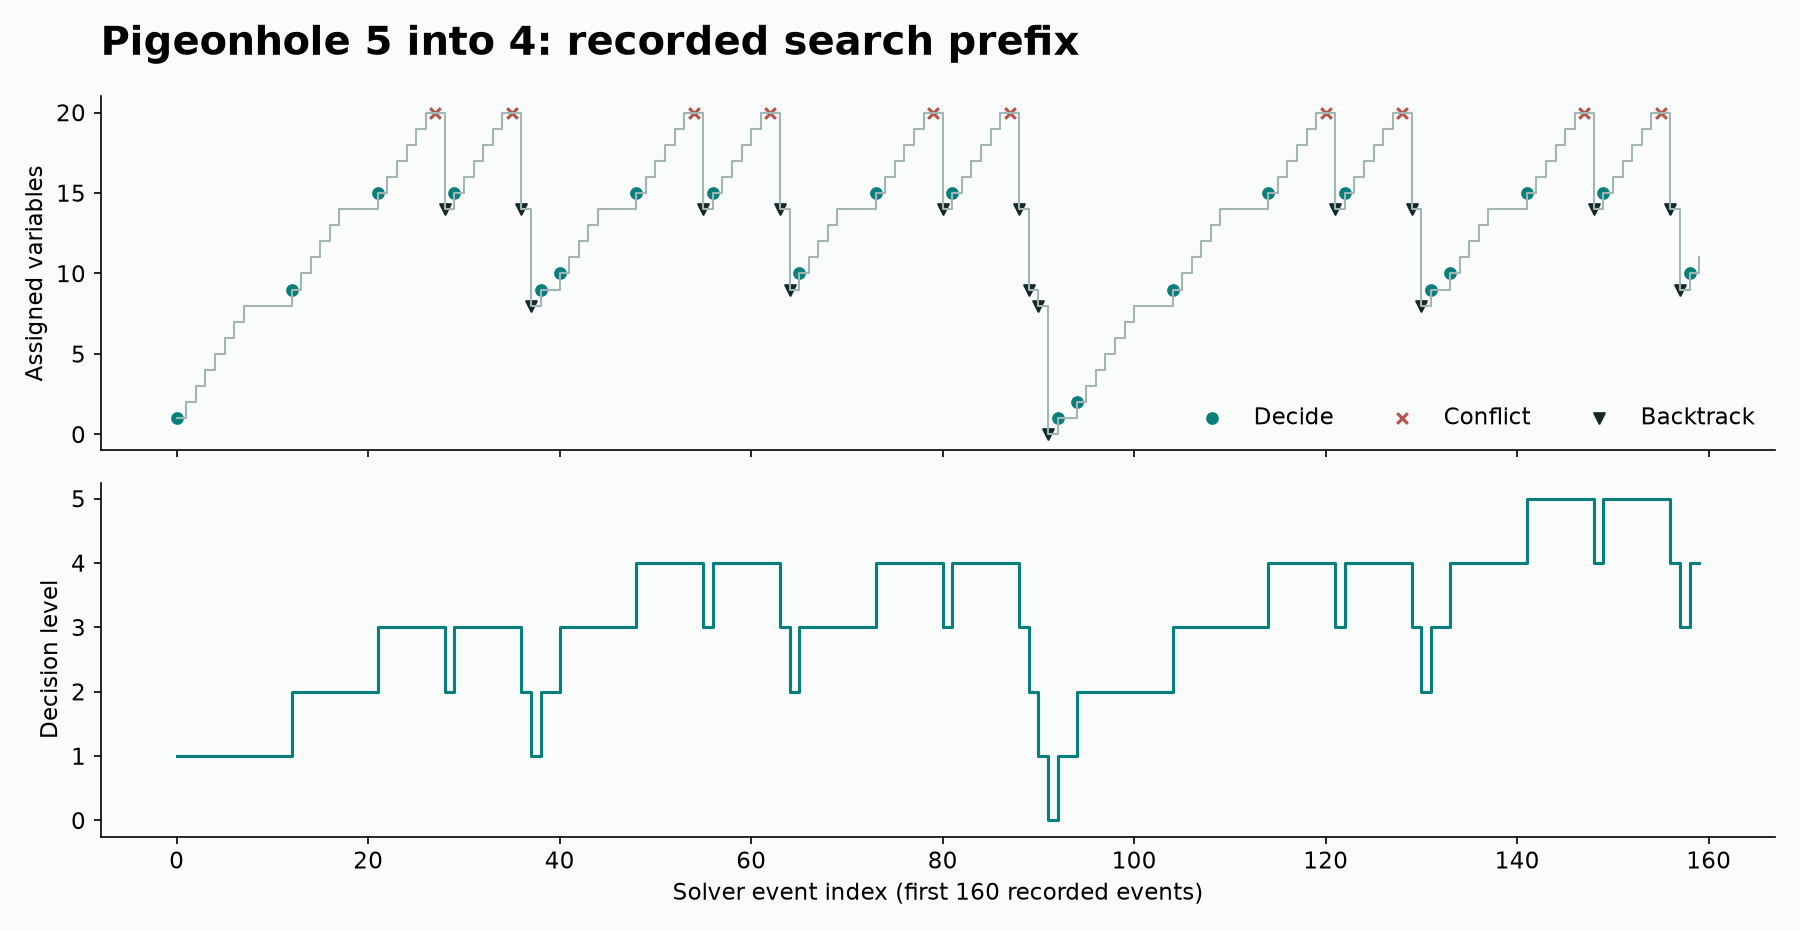 Pigeonhole 5 into 4: recorded search prefix
Assigned variables
20
15
10
5
0
Decide
Conflict
Backtrack
Decision level
5
4
3
2
1
0
0 20 40 60 80 100 120 140 160
Solver event index (first 160 recorded events)